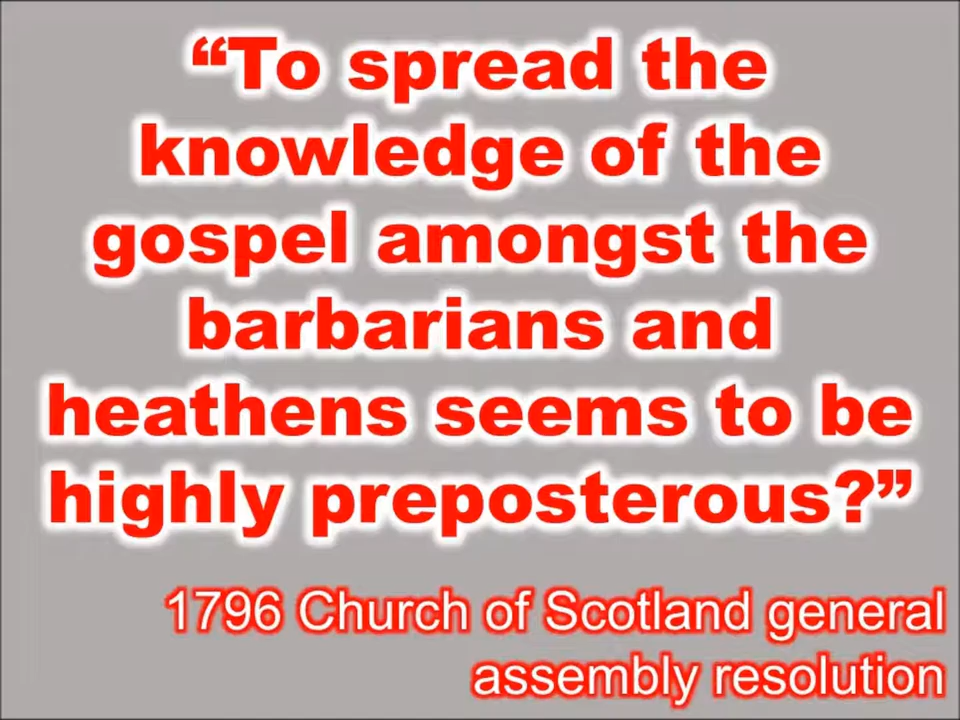 “To spread the
knowledge of the
gospel amongst the
barbarians and
heathens seems to be
highly preposterous?”
1796 Church of Scotland general
assembly resolution